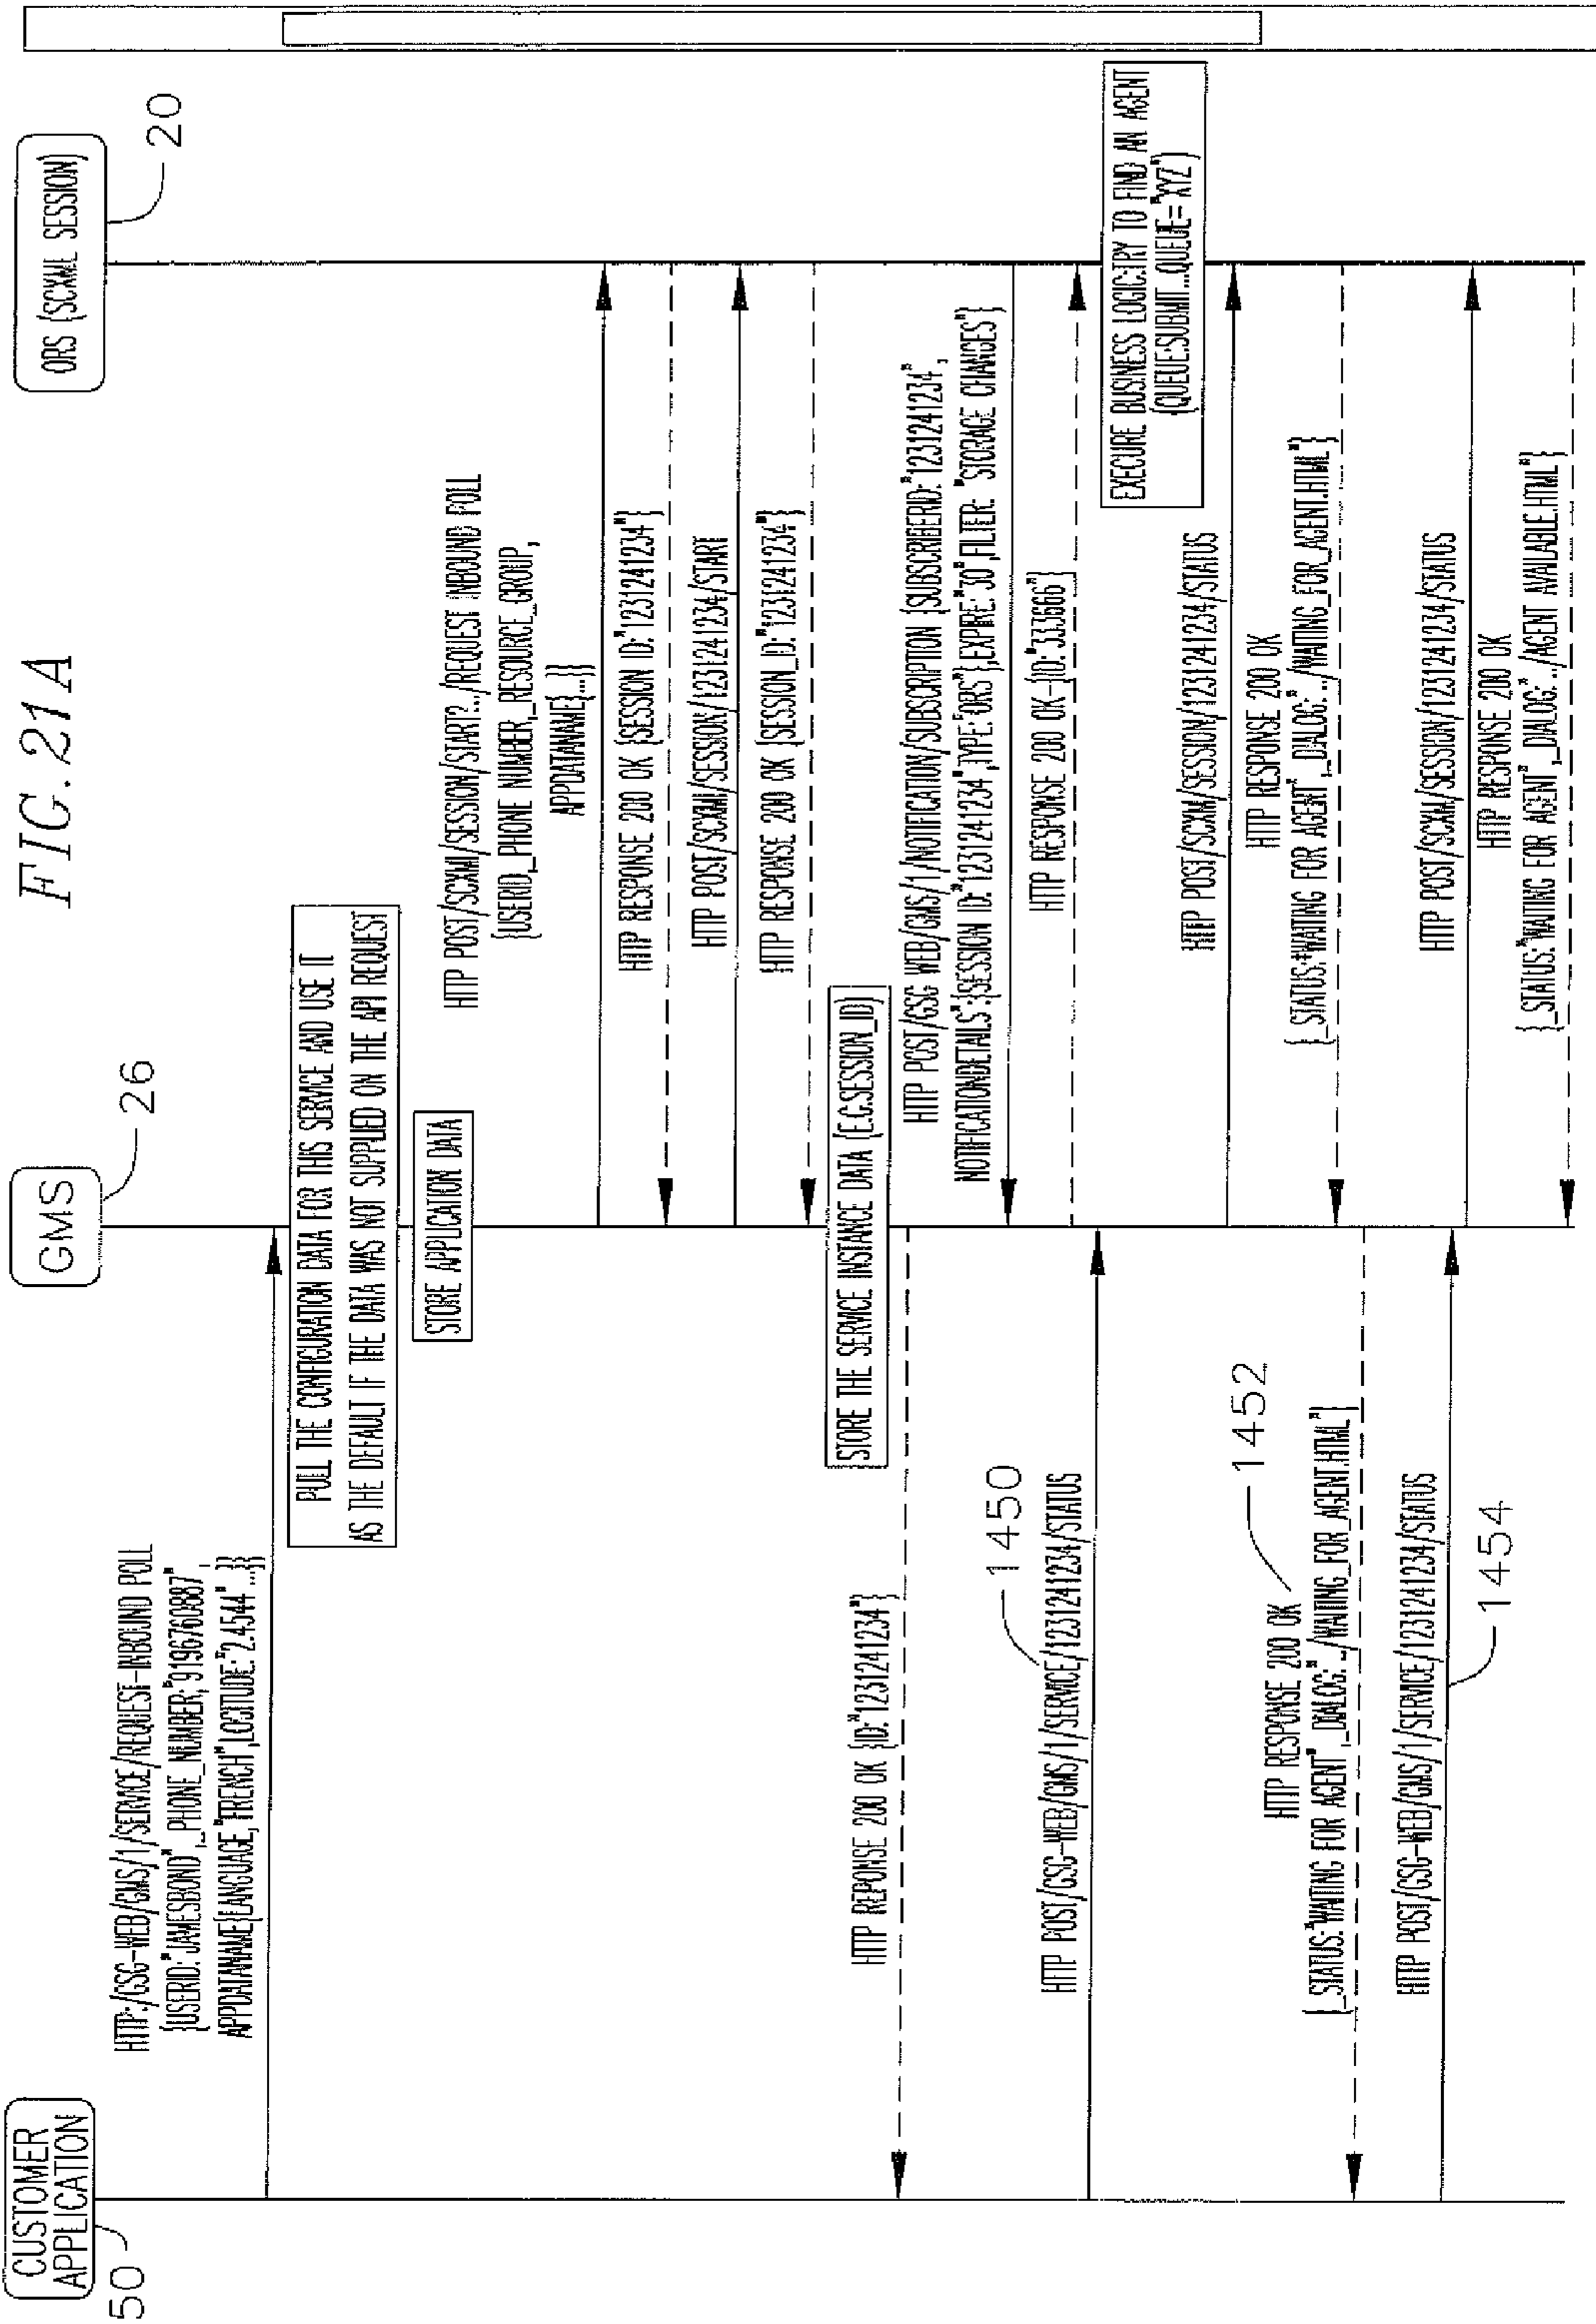 FIG. 21A
CUSTOMER
APPLICATION
50
GMS
26
ORS (SCXML SESSION)
20
HTTP:/GSG-WEB/GMS/1/SERVICE/REQUEST-INBOUND POLL
{USERID:"JAMESBOND",_PHONE_NUMBER;"9196760887",
APPDATANAME{LANGUAGE,"FRENCH",LOCITUDE:"2.4544"...}}
PULL THE CONFIGURATION DATA FOR THIS SERVICE AND USE IT
AS THE DEFAULT IF THE DATA WAS NOT SUPPLIED ON THE API REQUEST
STORE APPLICATION DATA
HTTP POST/SCXMI/SESSION/START?../REQUEST INBOUND POLL
{USERID,_PHONE NUMBER,_RESOURCE_GROUP,
APPDATANAME{...}}
HTTP RESPONSE 200 OK {SESSION ID:"1231241234"}
HTTP POST/SCXMI/SESSION/1231241234/START
HTTP RESPONSE 200 OK {SESSION_ID:"1231241234"}
STORE THE SERVICE INSTANCE DATA (E.G.SESSION_ID)
HTTP REPONSE 200 OK {ID:"1231241234"}
HTTP POST/GSG WEB/GMS/1/NOTIFICATION/SUBSCRIPTION {SUBSCRIBERID:"1231241234",
NOTIFICATIONDETAILS":{SESSION ID:"1231241234",TYPE:"ORS"},EXPIRE:"30",FILTER: "STORAGE CHANGES"}
HTTP RESPONSE 200 OK-{ID:"333666"}
1450
HTTP POST/GSG-WEB/GMS/1/SERVICE/1231241234/STATUS
EXECURE BUSINESS LOGIC:TRY TO FIND AN AGENT
(QUEUE:SUBMIT...QUEUE="XYZ")
HTTP POST/SCXM/SESSION/1231241234/STATUS
HTTP RESPONSE 200 OK
{_STATUS:"WAITING FOR AGENT",_DIALOG:"../WAITING FOR_AGENT.HTML"}
1452
HTTP RESPONSE 200 OK
{_STATUS:"WAITING FOR AGENT",_DIALOG:"../WAITING_FOR_AGENT.HTML"}
HTTP POST/GSG-WEB/GMS/1/SERVICE/1231241234/STATUS
1454
HTTP POST/SCXM/SESSION/1231241234/STATUS
HTTP RESPONSE 200 OK
{_STATUS:"WAITING FOR AGENT",_DIALOG:"../AGENT AVAILABLE.HTML"}